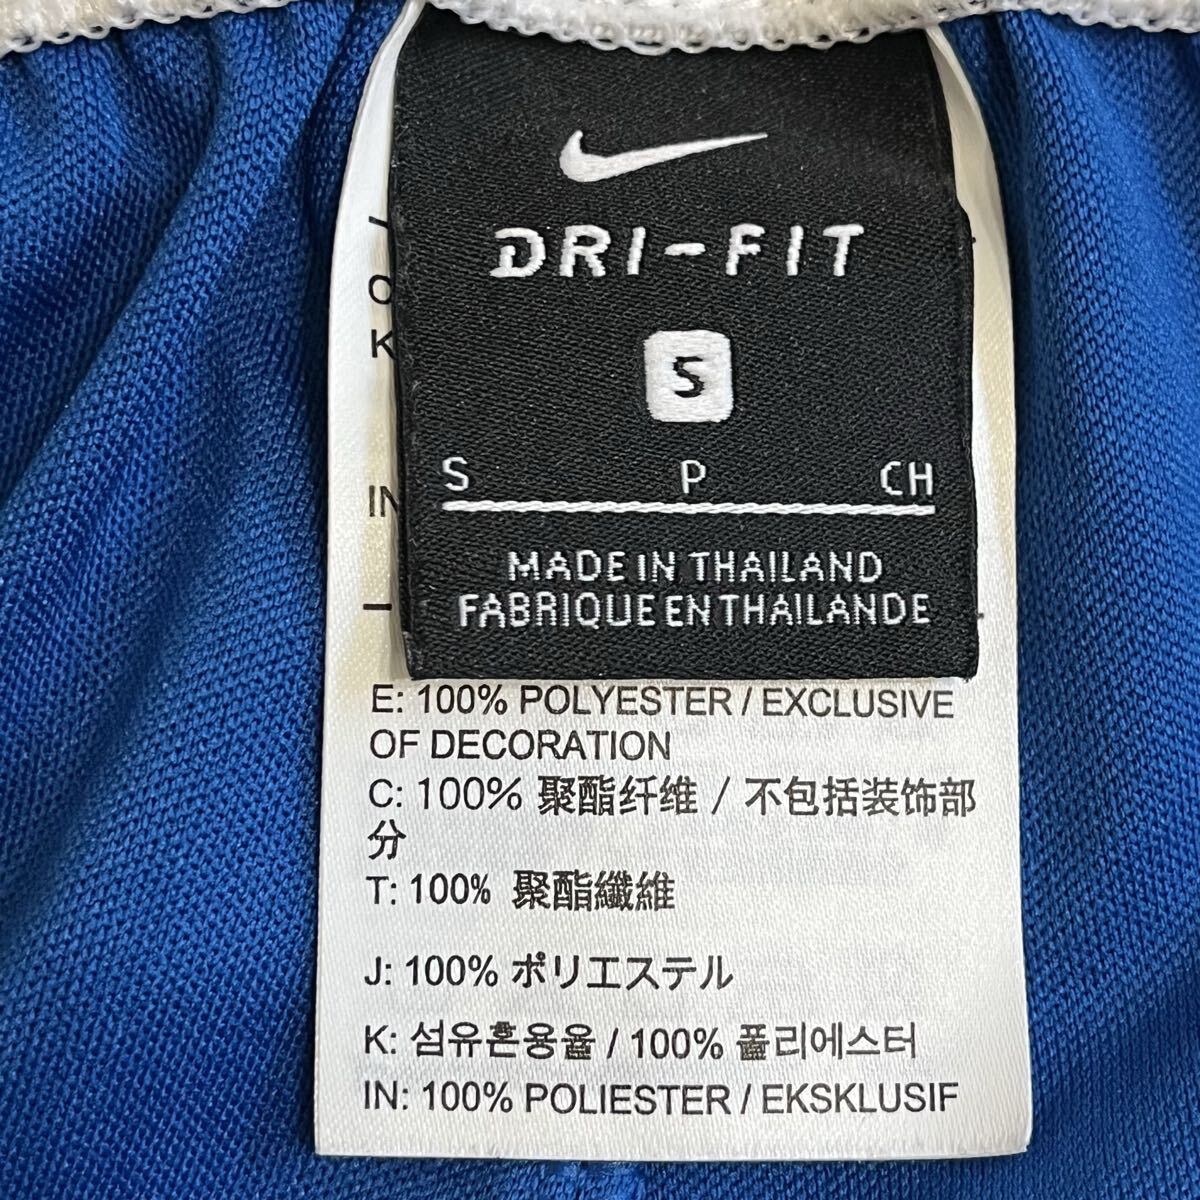 DRI-FIT
S
S P CH
MADE IN THAILAND
FABRIQUE EN THAILANDE
E: 100% POLYESTER / EXCLUSIVE
OF DECORATION
C: 100% 聚酯纤维 / 不包括装饰部
分
T: 100% 聚酯纖維
J: 100% ポリエステル
K: 섬유혼용율 / 100% 폴리에스터
IN: 100% POLIESTER / EKSKLUSIF